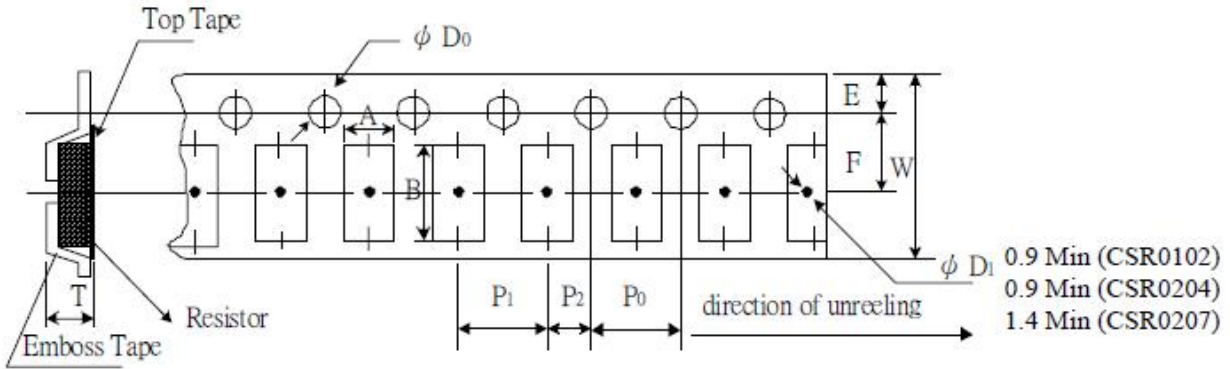 Top Tape
ϕ D0
E
A
F
W
B
ϕ D1
0.9 Min (CSR0102)
0.9 Min (CSR0204)
1.4 Min (CSR0207)
P1
P2
P0
direction of unreeling
T
Resistor
Emboss Tape